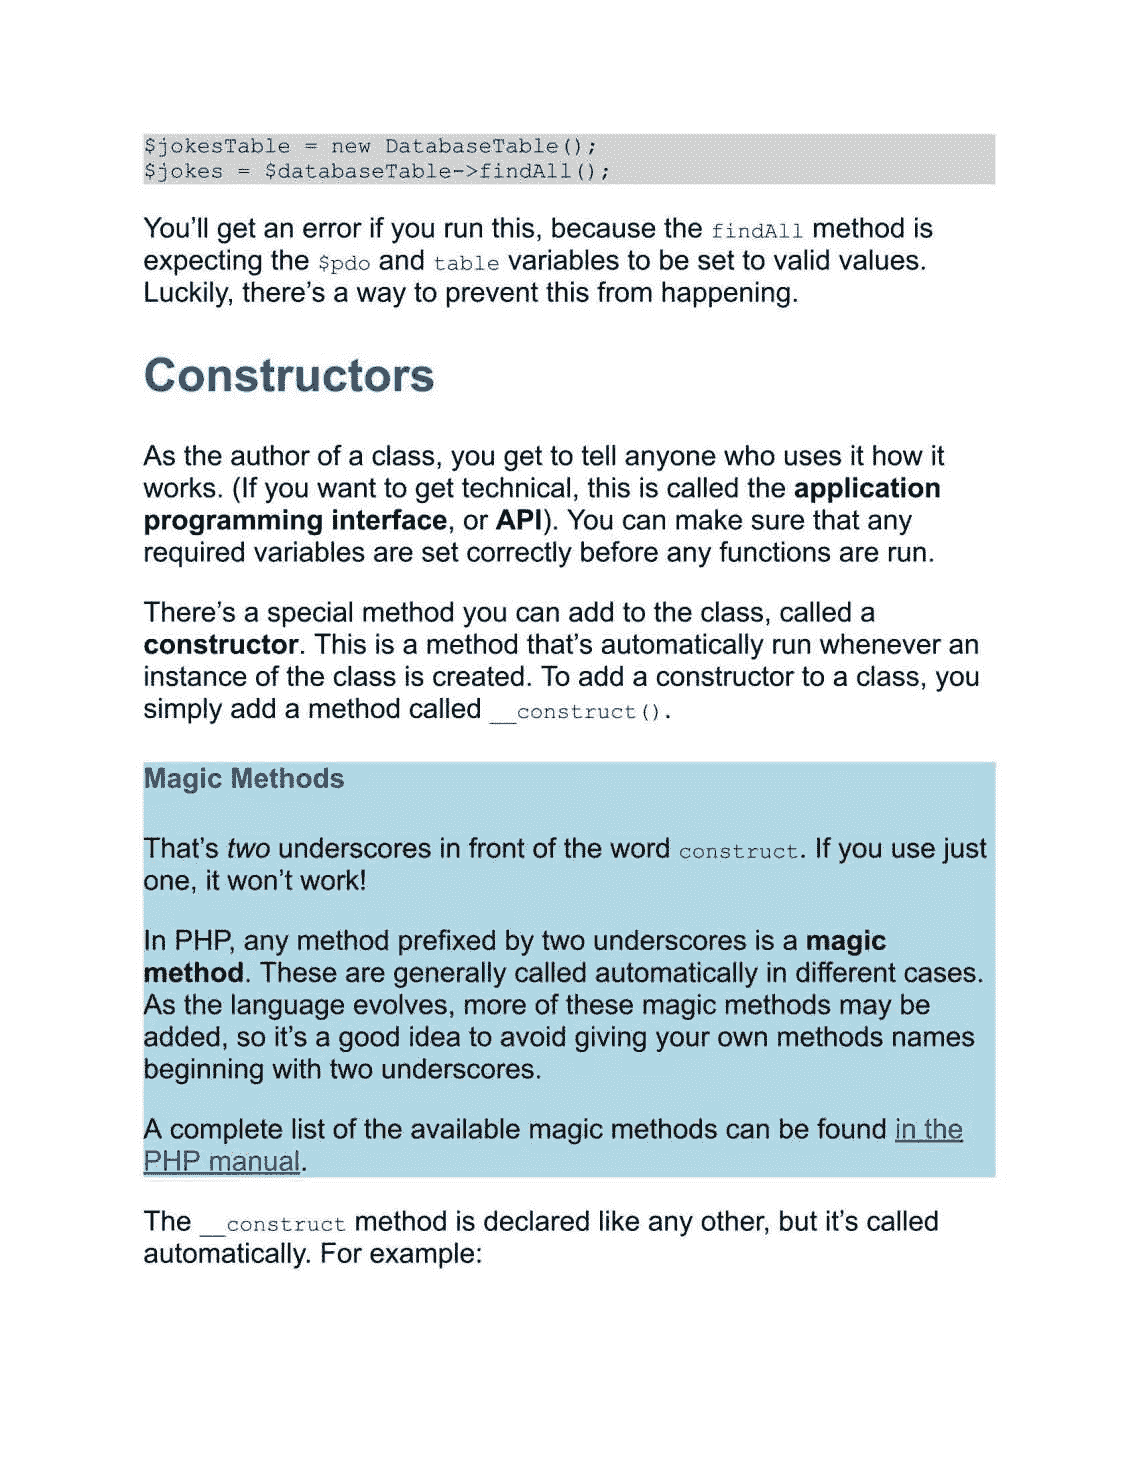 $jokesTable = new DatabaseTable();
$jokes = $databaseTable->findAll();
You’ll get an error if you run this, because the findAll method is
expecting the $pdo and table variables to be set to valid values.
Luckily, there’s a way to prevent this from happening.
Constructors
As the author of a class, you get to tell anyone who uses it how it
works. (If you want to get technical, this is called the application
programming interface, or API). You can make sure that any
required variables are set correctly before any functions are run.
There’s a special method you can add to the class, called a
constructor. This is a method that’s automatically run whenever an
instance of the class is created. To add a constructor to a class, you
simply add a method called __construct().
Magic Methods
That’s two underscores in front of the word construct. If you use just
one, it won’t work!
In PHP, any method prefixed by two underscores is a magic
method. These are generally called automatically in different cases.
As the language evolves, more of these magic methods may be
added, so it’s a good idea to avoid giving your own methods names
beginning with two underscores.
A complete list of the available magic methods can be found in the
PHP manual.
The __construct method is declared like any other, but it’s called
automatically. For example: